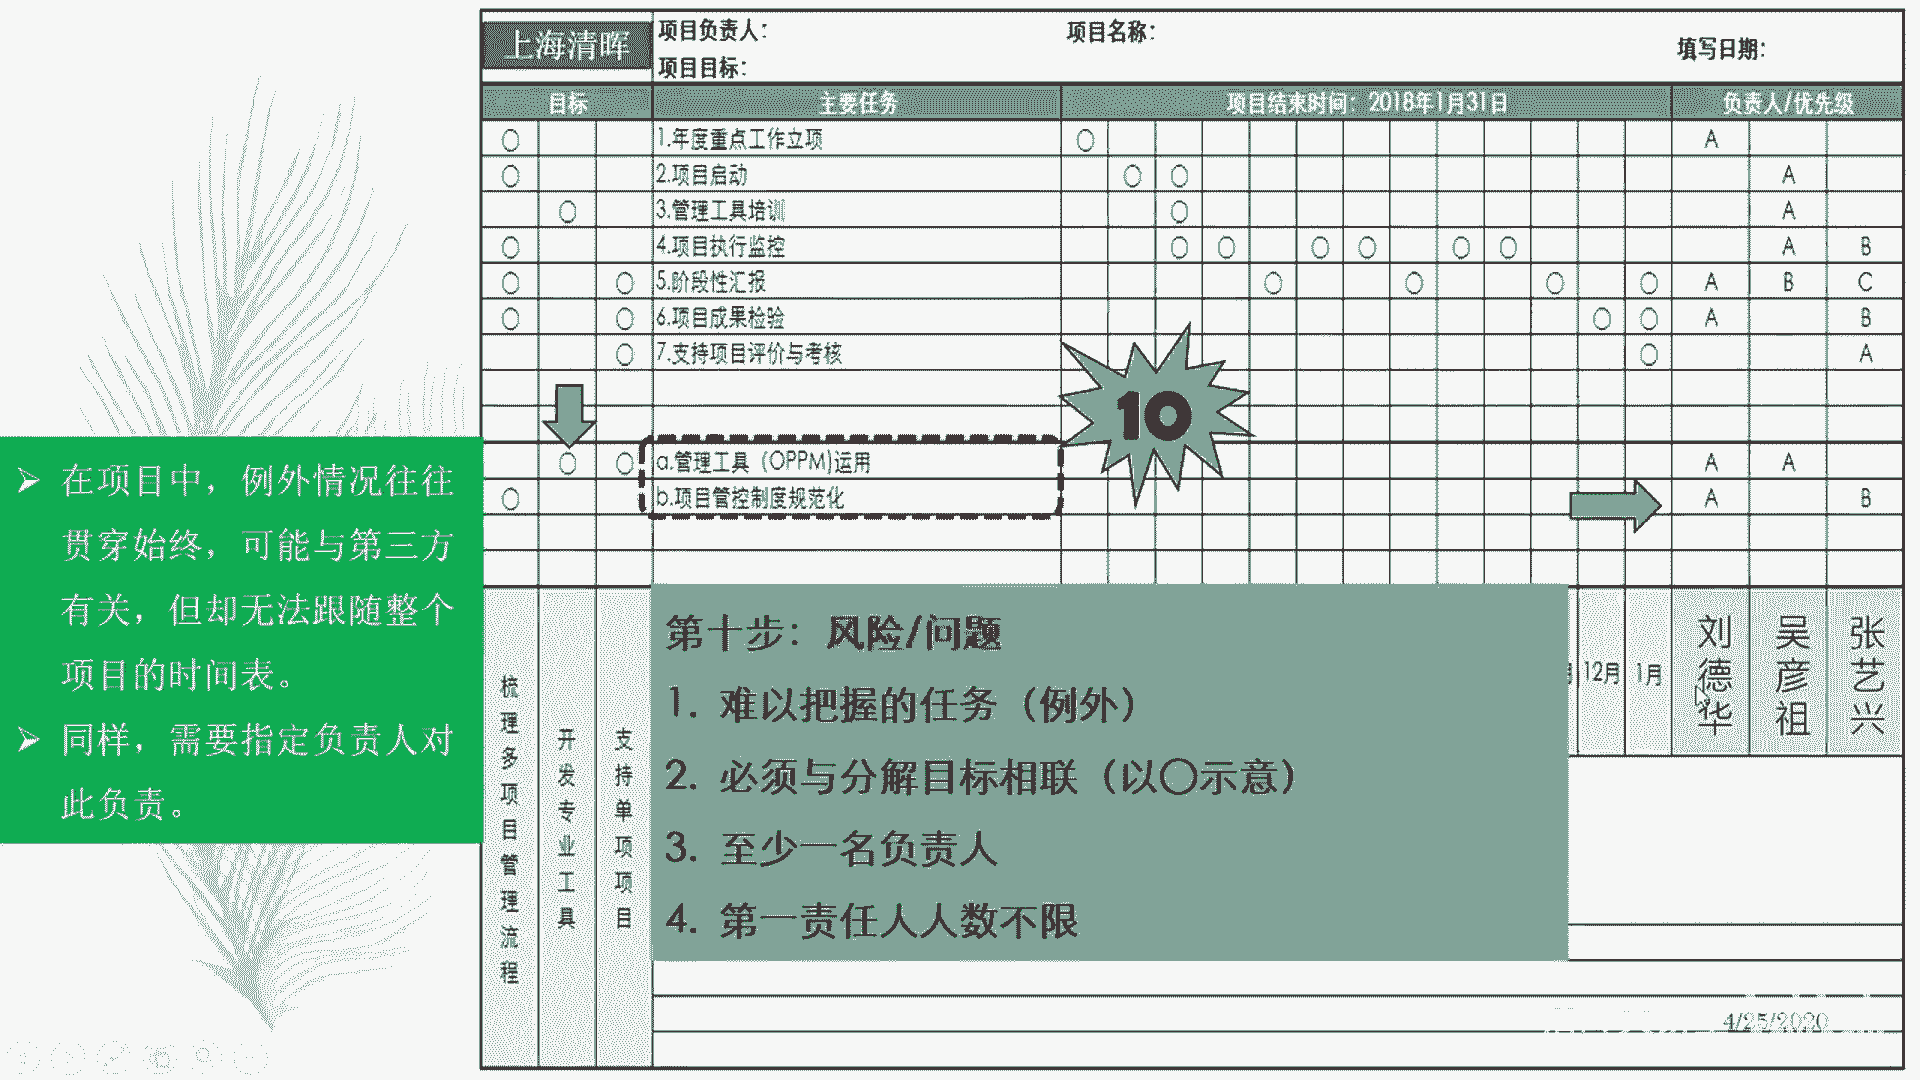 上海清晖
项目负责人：
项目名称：
填写日期：
项目目标：
目标
主要任务
项目结束时间：2018年1月31日
负责人/优先级
○ 1.年度重点工作立项 ○ A
○ 2.项目启动 ○ ○ A
○ 3.管理工具培训 ○ A
○ 4.项目执行监控 ○ ○ ○ ○ ○ ○ A B
○ ○ 5.阶段性汇报 ○ ○ ○ ○ A B C
○ ○ 6.项目成果检验 ○ ○ A B
○ 7.支持项目评价与考核 ○ A
10
○ ○ a.管理工具（OPPM)运用 A A
○ b.项目管控制度规范化 A B
➢ 在项目中，例外情况往往
贯穿始终，可能与第三方
有关，但却无法跟随整个
项目的时间表。
➢ 同样，需要指定负责人对
此负责。
梳理多项目管理流程
开发专业工具
支持单项项目
第十步：风险/问题
1. 难以把握的任务（例外）
2. 必须与分解目标相联（以〇示意）
3. 至少一名负责人
4. 第一责任人人数不限
月
12月
1月
刘德华
吴彦祖
张艺兴
4/25/2020